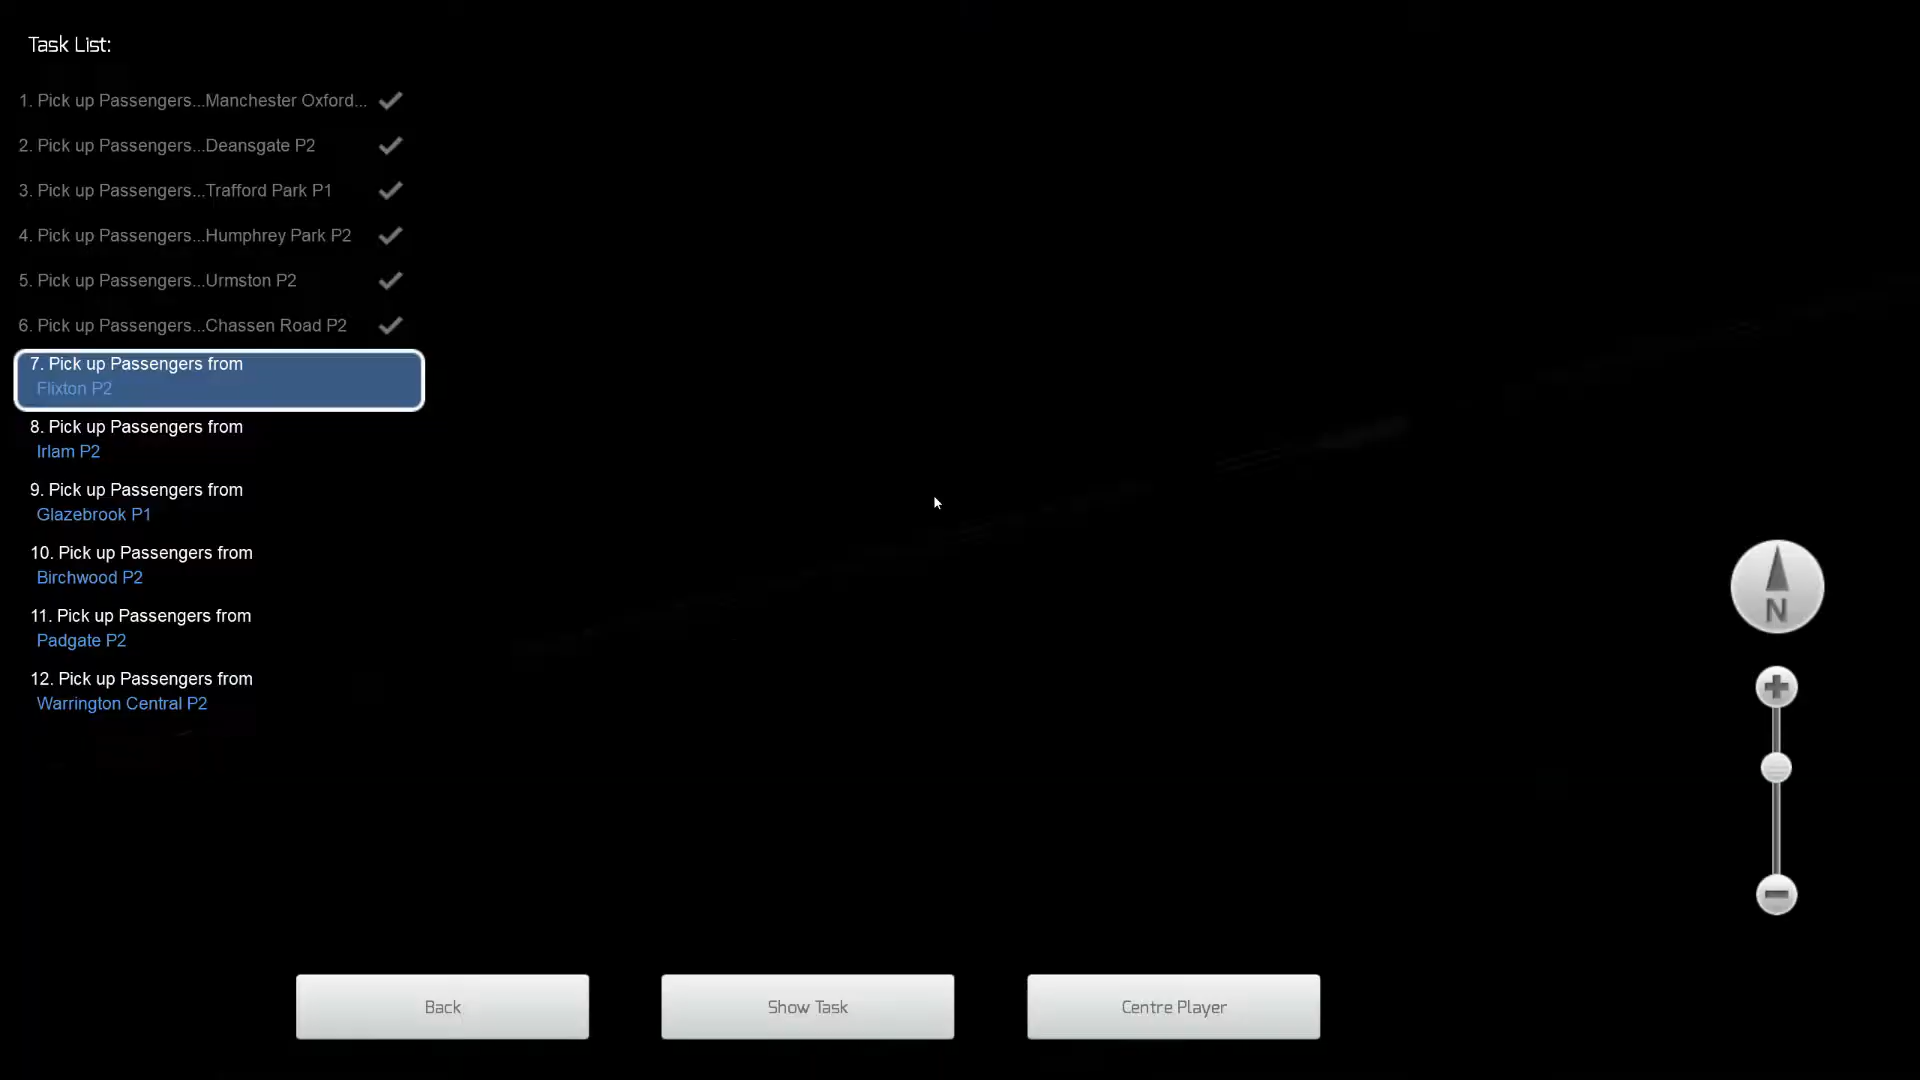 Task List:
1. Pick up Passengers...Manchester Oxford...
2. Pick up Passengers...Deansgate P2
3. Pick up Passengers...Trafford Park P1
4. Pick up Passengers...Humphrey Park P2
5. Pick up Passengers...Urmston P2
6. Pick up Passengers...Chassen Road P2
7. Pick up Passengers from
Flixton P2
8. Pick up Passengers from
Irlam P2
9. Pick up Passengers from
Glazebrook P1
10. Pick up Passengers from
Birchwood P2
11. Pick up Passengers from
Padgate P2
12. Pick up Passengers from
Warrington Central P2
N
Back
Show Task
Centre Player